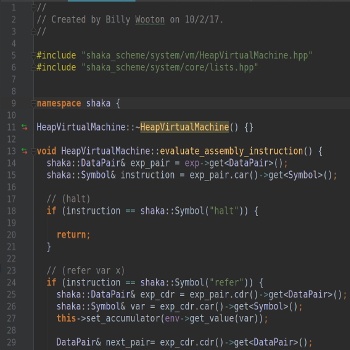 1 //
2 // Created by Billy Wooton on 10/2/17.
3 //
4
5 #include "shaka_scheme/system/vm/HeapVirtualMachine.hpp"
6 #include "shaka_scheme/system/core/lists.hpp"
7
8
9 namespace shaka {
10
11 HeapVirtualMachine::~HeapVirtualMachine() {}
12
13 void HeapVirtualMachine::evaluate_assembly_instruction() {
14 shaka::DataPair& exp_pair = exp->get<DataPair>();
15 shaka::Symbol& instruction = exp_pair.car()->get<Symbol>();
16
17 // (halt)
18 if (instruction == shaka::Symbol("halt")) {
19
20 return;
21 }
22
23 // (refer var x)
24 if (instruction == shaka::Symbol("refer")) {
25 shaka::DataPair& exp_cdr = exp_pair.cdr()->get<DataPair>();
26 shaka::Symbol& var = exp_cdr.car()->get<Symbol>();
27 this->set_accumulator(env->get_value(var));
28
29 DataPair& next_pair= exp_cdr.cdr()->get<DataPair>();